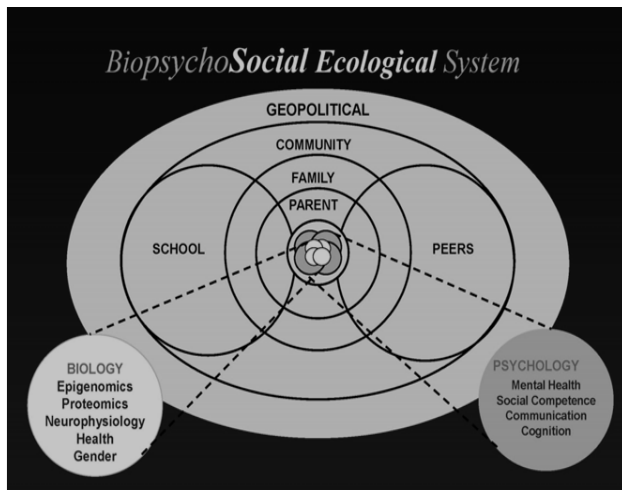 BiopsychoSocial Ecological System
GEOPOLITICAL
COMMUNITY
FAMILY
PARENT
SCHOOL
PEERS
BIOLOGY
Epigenomics
Proteomics
Neurophysiology
Health
Gender
PSYCHOLOGY
Mental Health
Social Competence
Communication
Cognition